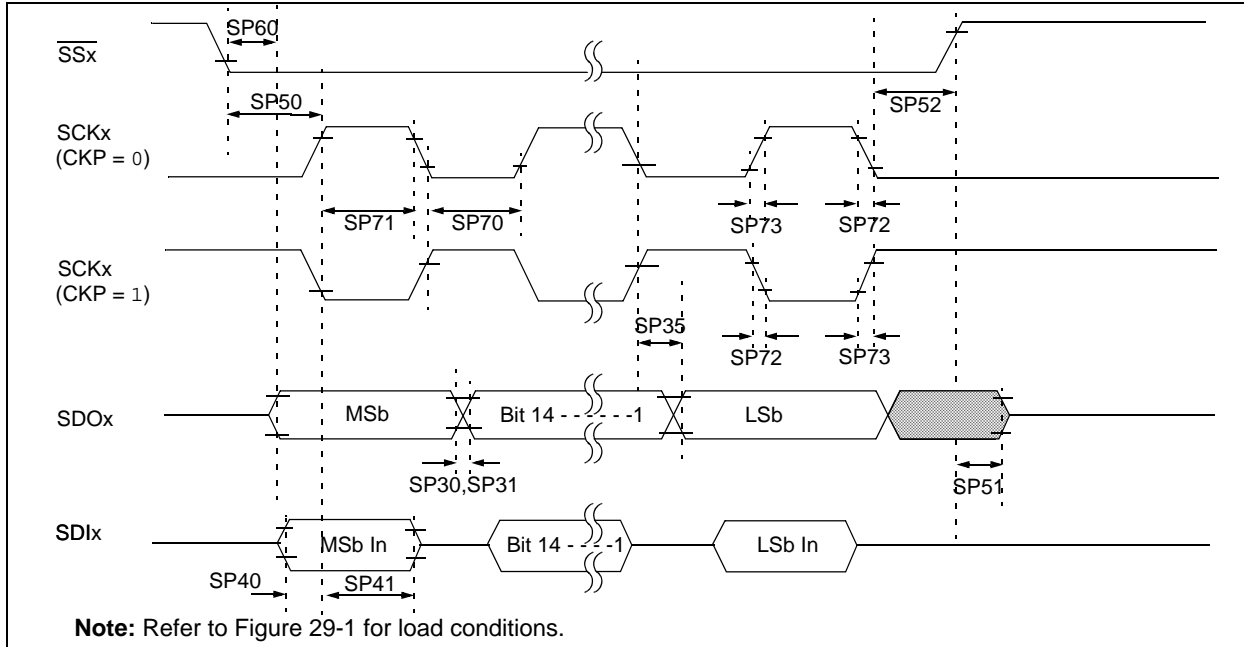 SP60
SSx
SP50
SP52
SCKx
(CKP = 0)
SP71
SP70
SP73
SP72
SCKx
(CKP = 1)
SP35
SP72
SP73
SDOx
MSb
Bit 14 - - - - - -1
LSb
SP30,SP31
SP51
SDIx
MSb In
Bit 14 - - - -1
LSb In
SP40
SP41
Note: Refer to Figure 29-1 for load conditions.